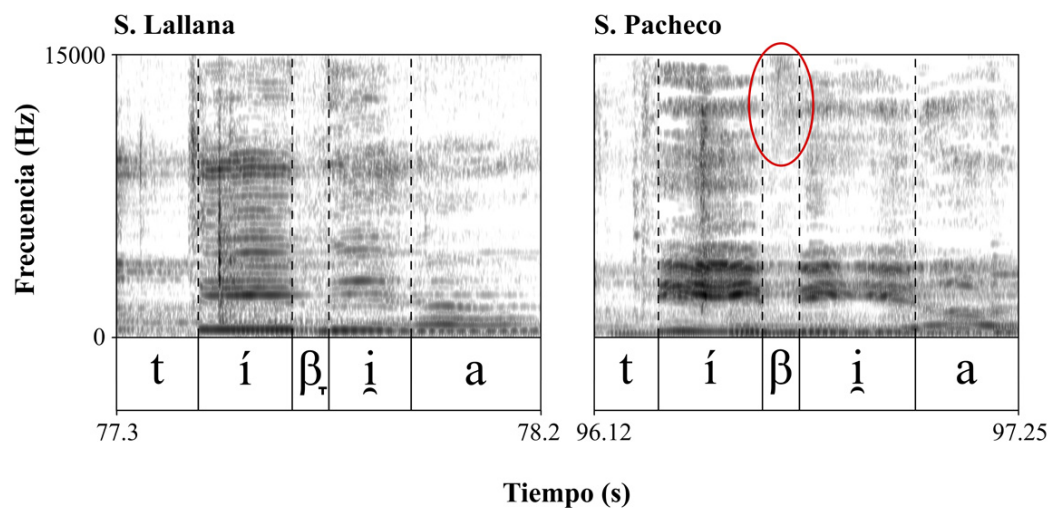 S. Lallana
S. Pacheco
Frecuencia (Hz)
15000
0
t í β̞ i̯ a
t í β i̯ a
77.3
78.2
96.12
97.25
Tiempo (s)